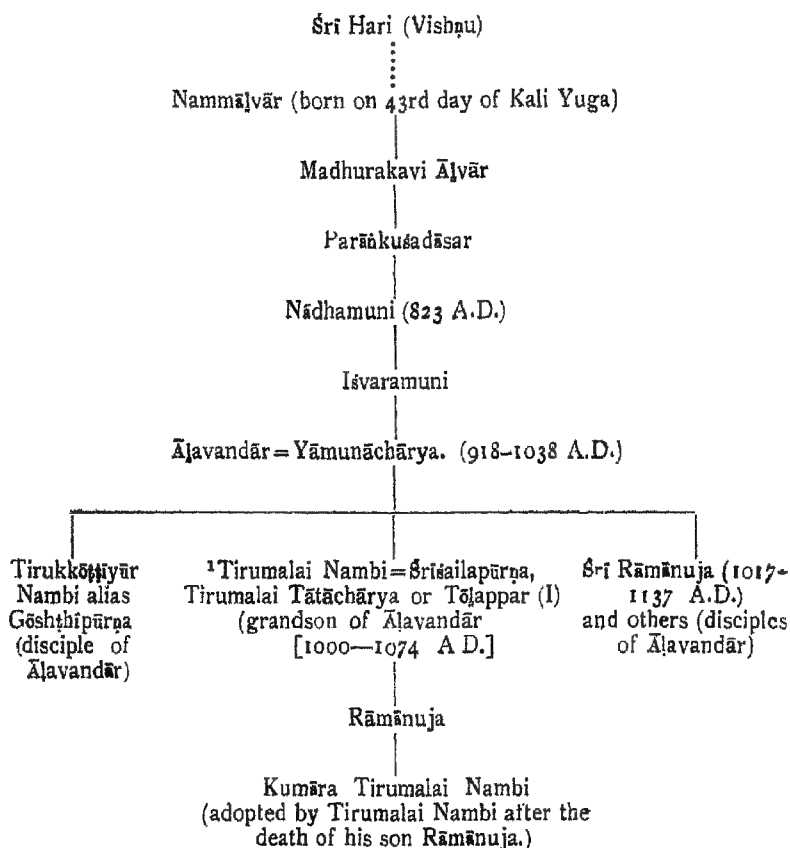 Śrī Hari (Vishṇu)
Nammāḷvār (born on 43rd day of Kali Yuga)
Madhurakavi Āḷvār
Parāṅkuśadāsar
Nādhamuni (823 A.D.)
Iśvaramuni
Āḷavandār = Yāmunāchārya. (918–1038 A.D.)
Tirukkōṭṭiyūr
Nambi alias
Gōshṭhīpūrṇa
(disciple of
Āḷavandār)
¹Tirumalai Nambi = Śrīśailapūrṇa,
Tirumalai Tātāchārya or Tōḷappar (I)
(grandson of Āḷavandār
[1000—1074 A D.]
Śrī Rāmānuja (1017-
1137 A.D.)
and others (disciples
of Āḷavandār)
Rāmānuja
Kumāra Tirumalai Nambi
(adopted by Tirumalai Nambi after the
death of his son Rāmānuja.)